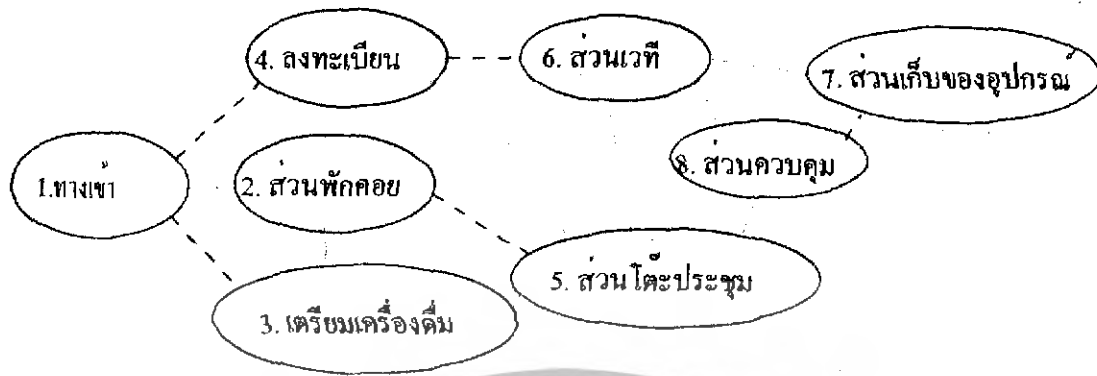 4. ลงทะเบียน
6. ส่วนเวที
7. ส่วนเก็บของอุปกรณ์
1.ทางเข้า
2. ส่วนพักคอย
8. ส่วนควบคุม
5. ส่วนโต๊ะประชุม
3. เตรียมเครื่องดื่ม